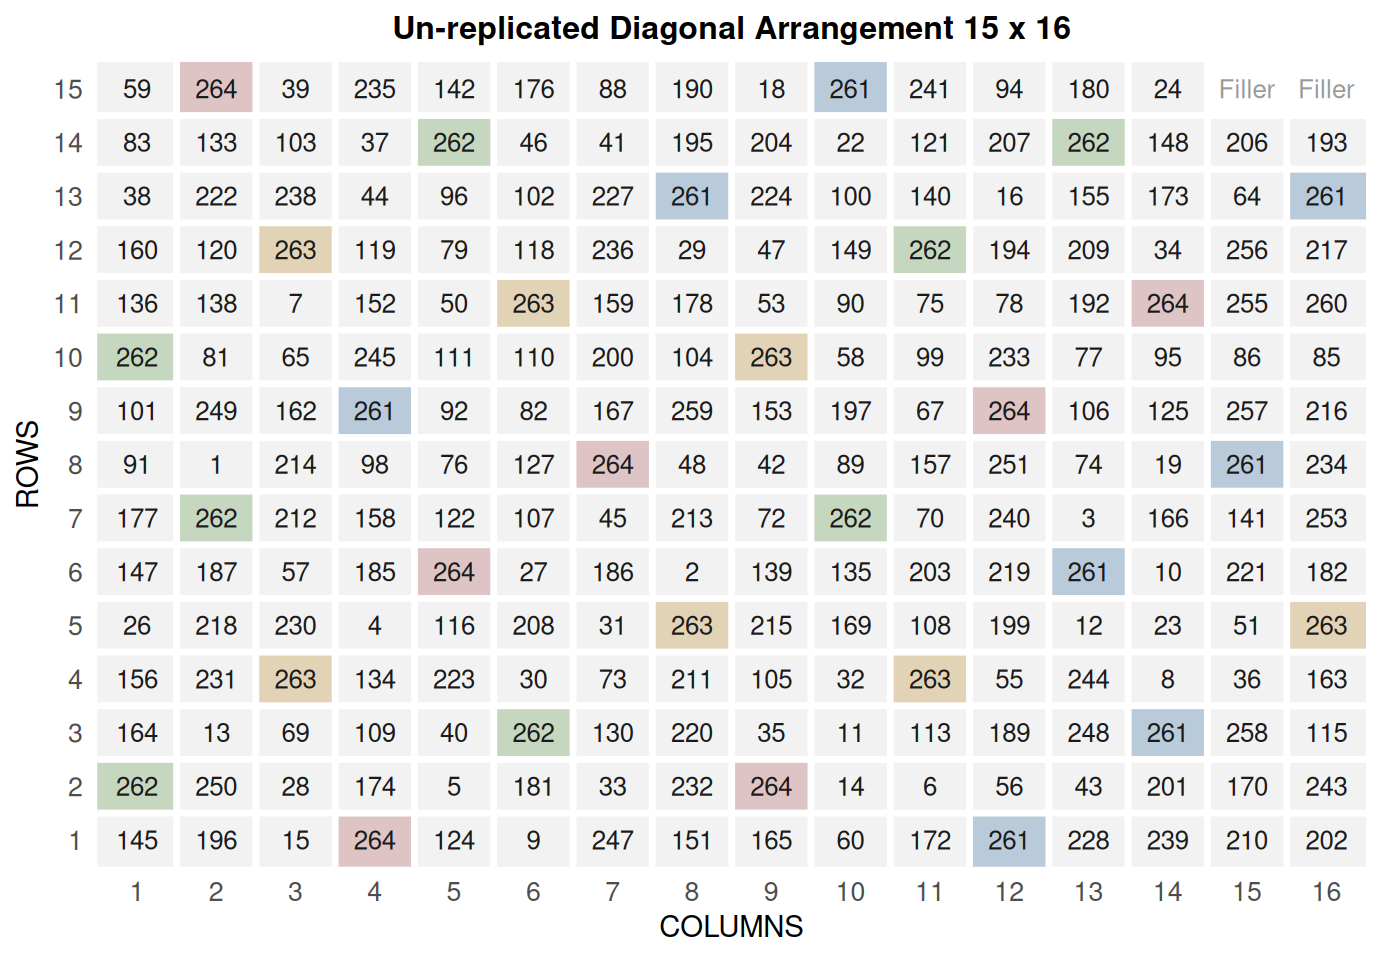 Un-replicated Diagonal Arrangement 15 x 16
15 59 264 39 235 142 176 88 190 18 261 241 94 180 24 Filler Filler
14 83 133 103 37 262 46 41 195 204 22 121 207 262 148 206 193
13 38 222 238 44 96 102 227 261 224 100 140 16 155 173 64 261
12 160 120 263 119 79 118 236 29 47 149 262 194 209 34 256 217
11 136 138 7 152 50 263 159 178 53 90 75 78 192 264 255 260
10 262 81 65 245 111 110 200 104 263 58 99 233 77 95 86 85
9 101 249 162 261 92 82 167 259 153 197 67 264 106 125 257 216
8 91 1 214 98 76 127 264 48 42 89 157 251 74 19 261 234
7 177 262 212 158 122 107 45 213 72 262 70 240 3 166 141 253
6 147 187 57 185 264 27 186 2 139 135 203 219 261 10 221 182
5 26 218 230 4 116 208 31 263 215 169 108 199 12 23 51 263
4 156 231 263 134 223 30 73 211 105 32 263 55 244 8 36 163
3 164 13 69 109 40 262 130 220 35 11 113 189 248 261 258 115
2 262 250 28 174 5 181 33 232 264 14 6 56 43 201 170 243
1 145 196 15 264 124 9 247 151 165 60 172 261 228 239 210 202
1 2 3 4 5 6 7 8 9 10 11 12 13 14 15 16
COLUMNS
ROWS